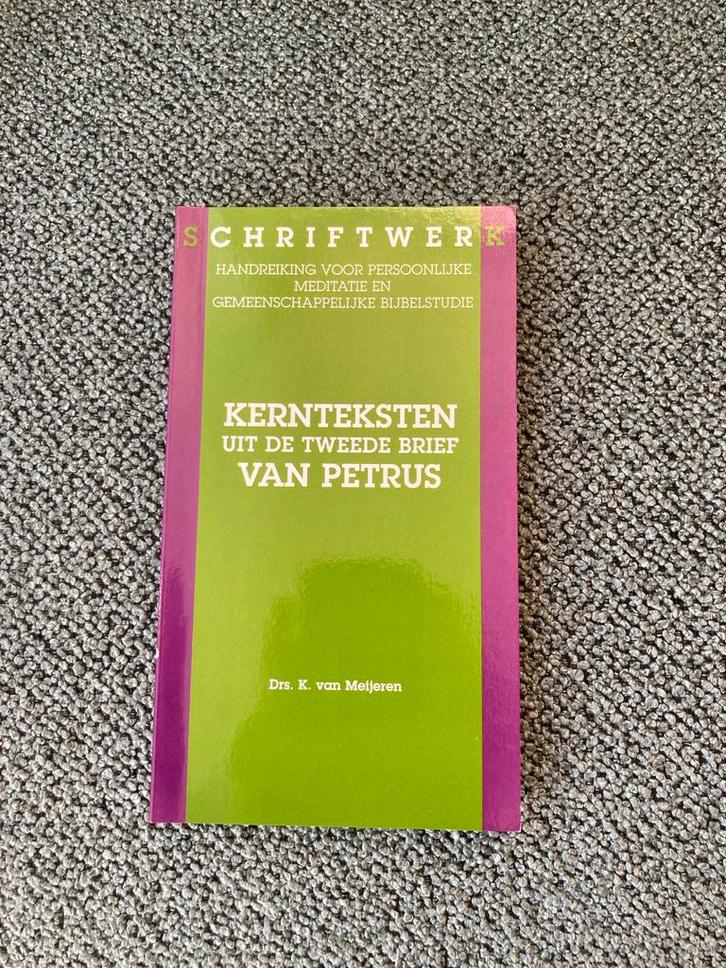 SCHRIFTWERK
HANDREIKING VOOR PERSOONLIJKE
MEDITATIE EN
GEMEENSCHAPPELIJKE BIJBELSTUDIE
KERNTEKSTEN
UIT DE TWEEDE BRIEF
VAN PETRUS
Drs. K. van Meijeren